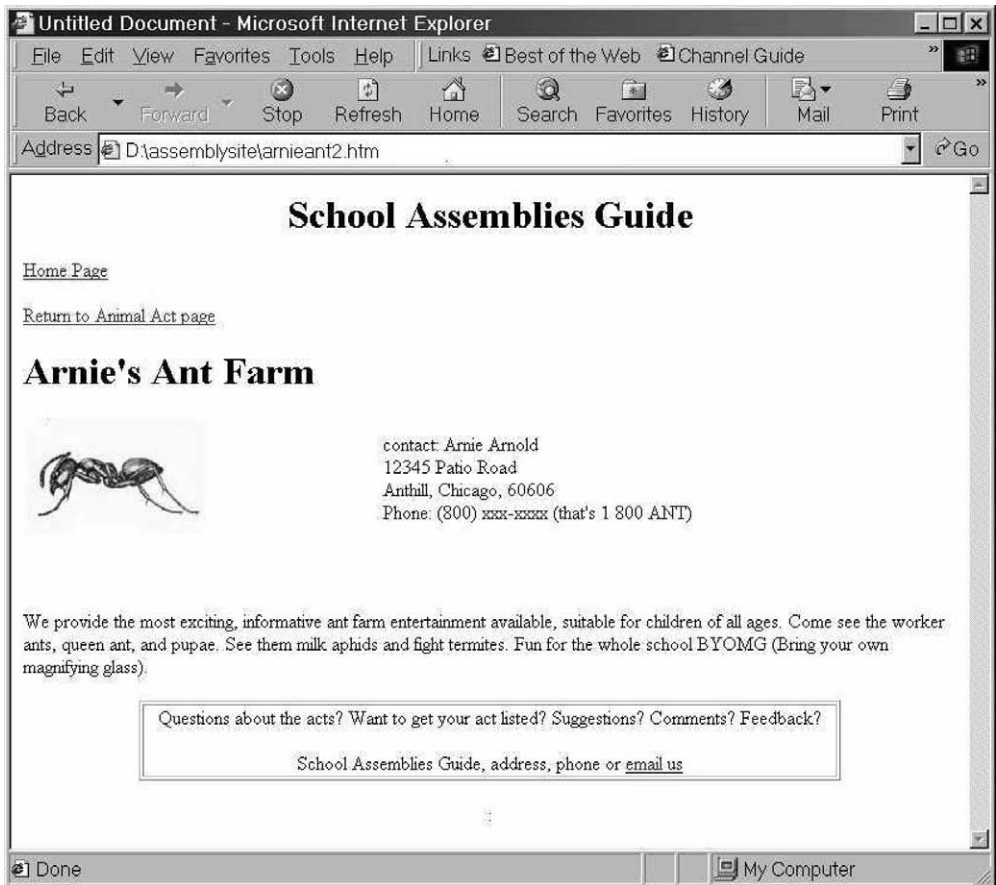 Untitled Document - Microsoft Internet Explorer
File Edit View Favorites Tools Help Links Best of the Web Channel Guide »
Back Forward Stop Refresh Home Search Favorites History Mail Print »
Address D:\assemblysite\arnieant2.htm Go
School Assemblies Guide
Home Page
Return to Animal Act page
Arnie's Ant Farm
contact: Arnie Arnold
12345 Patio Road
Anthill, Chicago, 60606
Phone: (800) xxx-xxxx (that's 1 800 ANT)
We provide the most exciting, informative ant farm entertainment available, suitable for children of all ages. Come see the worker
ants, queen ant, and pupae. See them milk aphids and fight termites. Fun for the whole school BYOMG (Bring your own
magnifying glass).
Questions about the acts? Want to get your act listed? Suggestions? Comments? Feedback?
School Assemblies Guide, address, phone or email us
Done My Computer